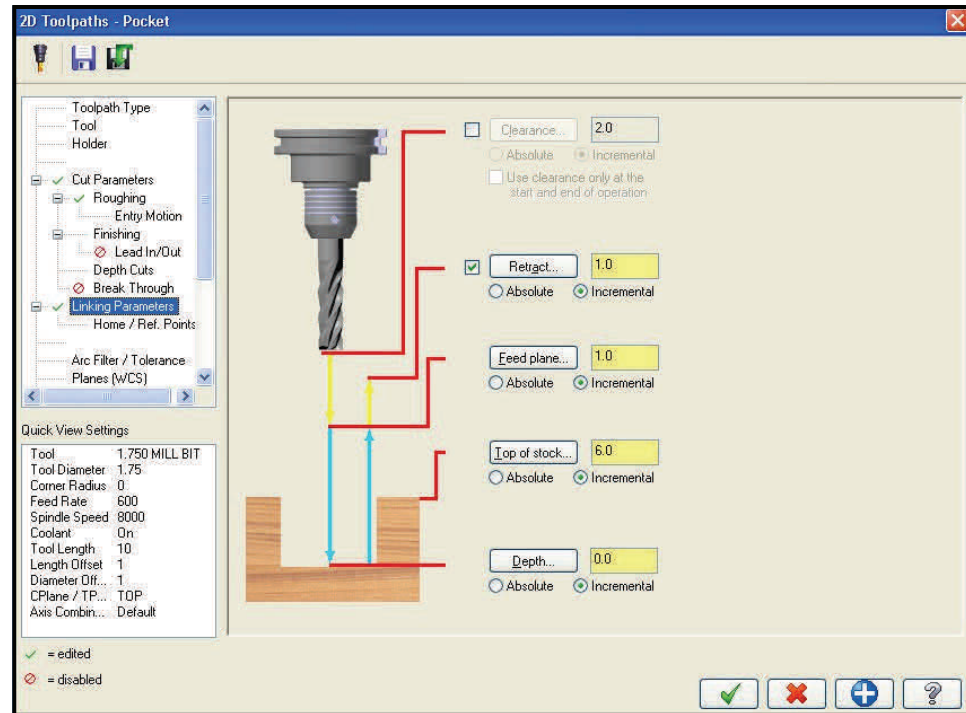 2D Toolpaths - Pocket
Toolpath Type
Tool
Holder
Cut Parameters
Roughing
Entry Motion
Finishing
Lead In/Out
Depth Cuts
Break Through
Linking Parameters
Home / Ref. Points
Arc Filter / Tolerance
Planes (WCS)
Quick View Settings
Tool 1.750 MILL BIT
Tool Diameter 1.75
Corner Radius 0
Feed Rate 600
Spindle Speed 8000
Coolant On
Tool Length 10
Length Offset 1
Diameter Off... 1
CPlane / TP... TOP
Axis Combin... Default
= edited
= disabled
Clearance... 2.0
Absolute Incremental
Use clearance only at the
start and end of operation
Retract... 1.0
Absolute Incremental
Feed plane... 1.0
Absolute Incremental
Top of stock... 6.0
Absolute Incremental
Depth... 0.0
Absolute Incremental